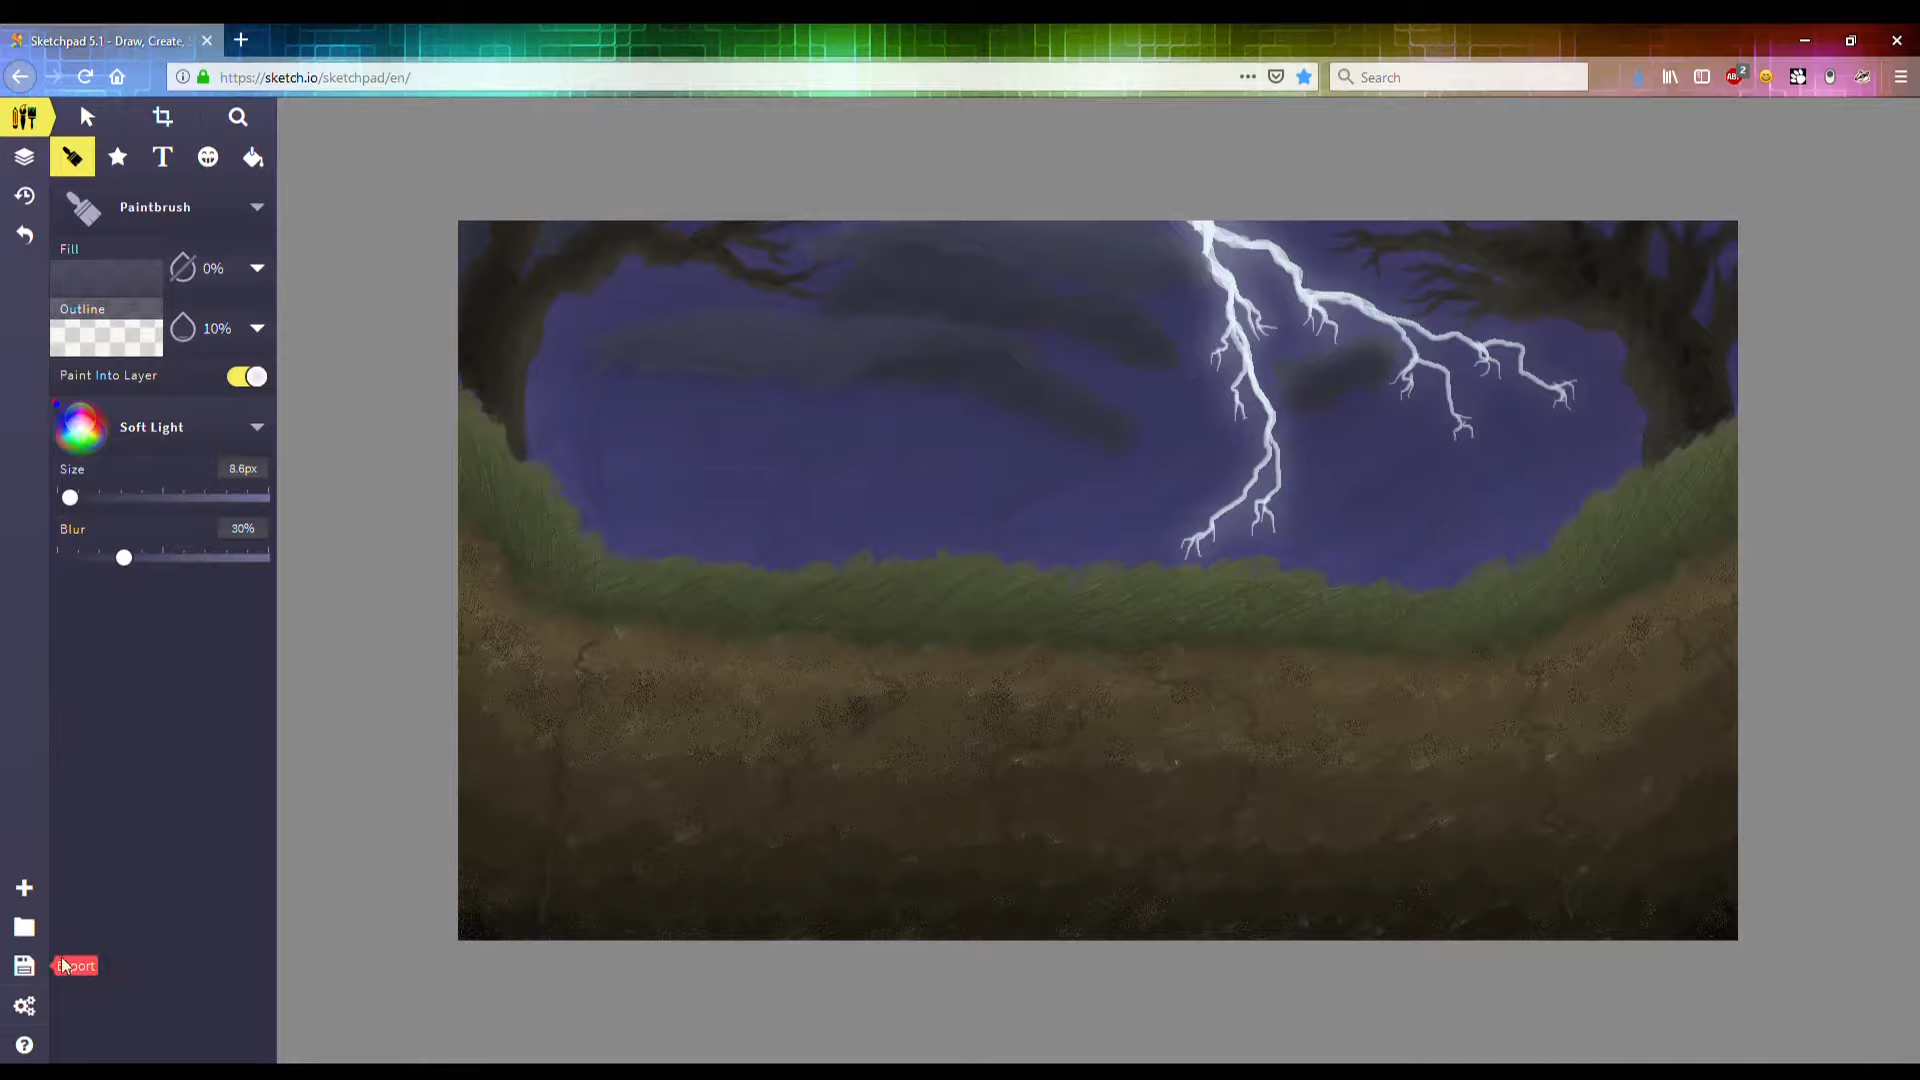 Sketchpad 5.1 - Draw, Create,
https://sketch.io/sketchpad/en/
Search
2
T
Paintbrush
Fill
0%
Outline
10%
Paint Into Layer
Soft Light
Size
8.6px
Blur
30%